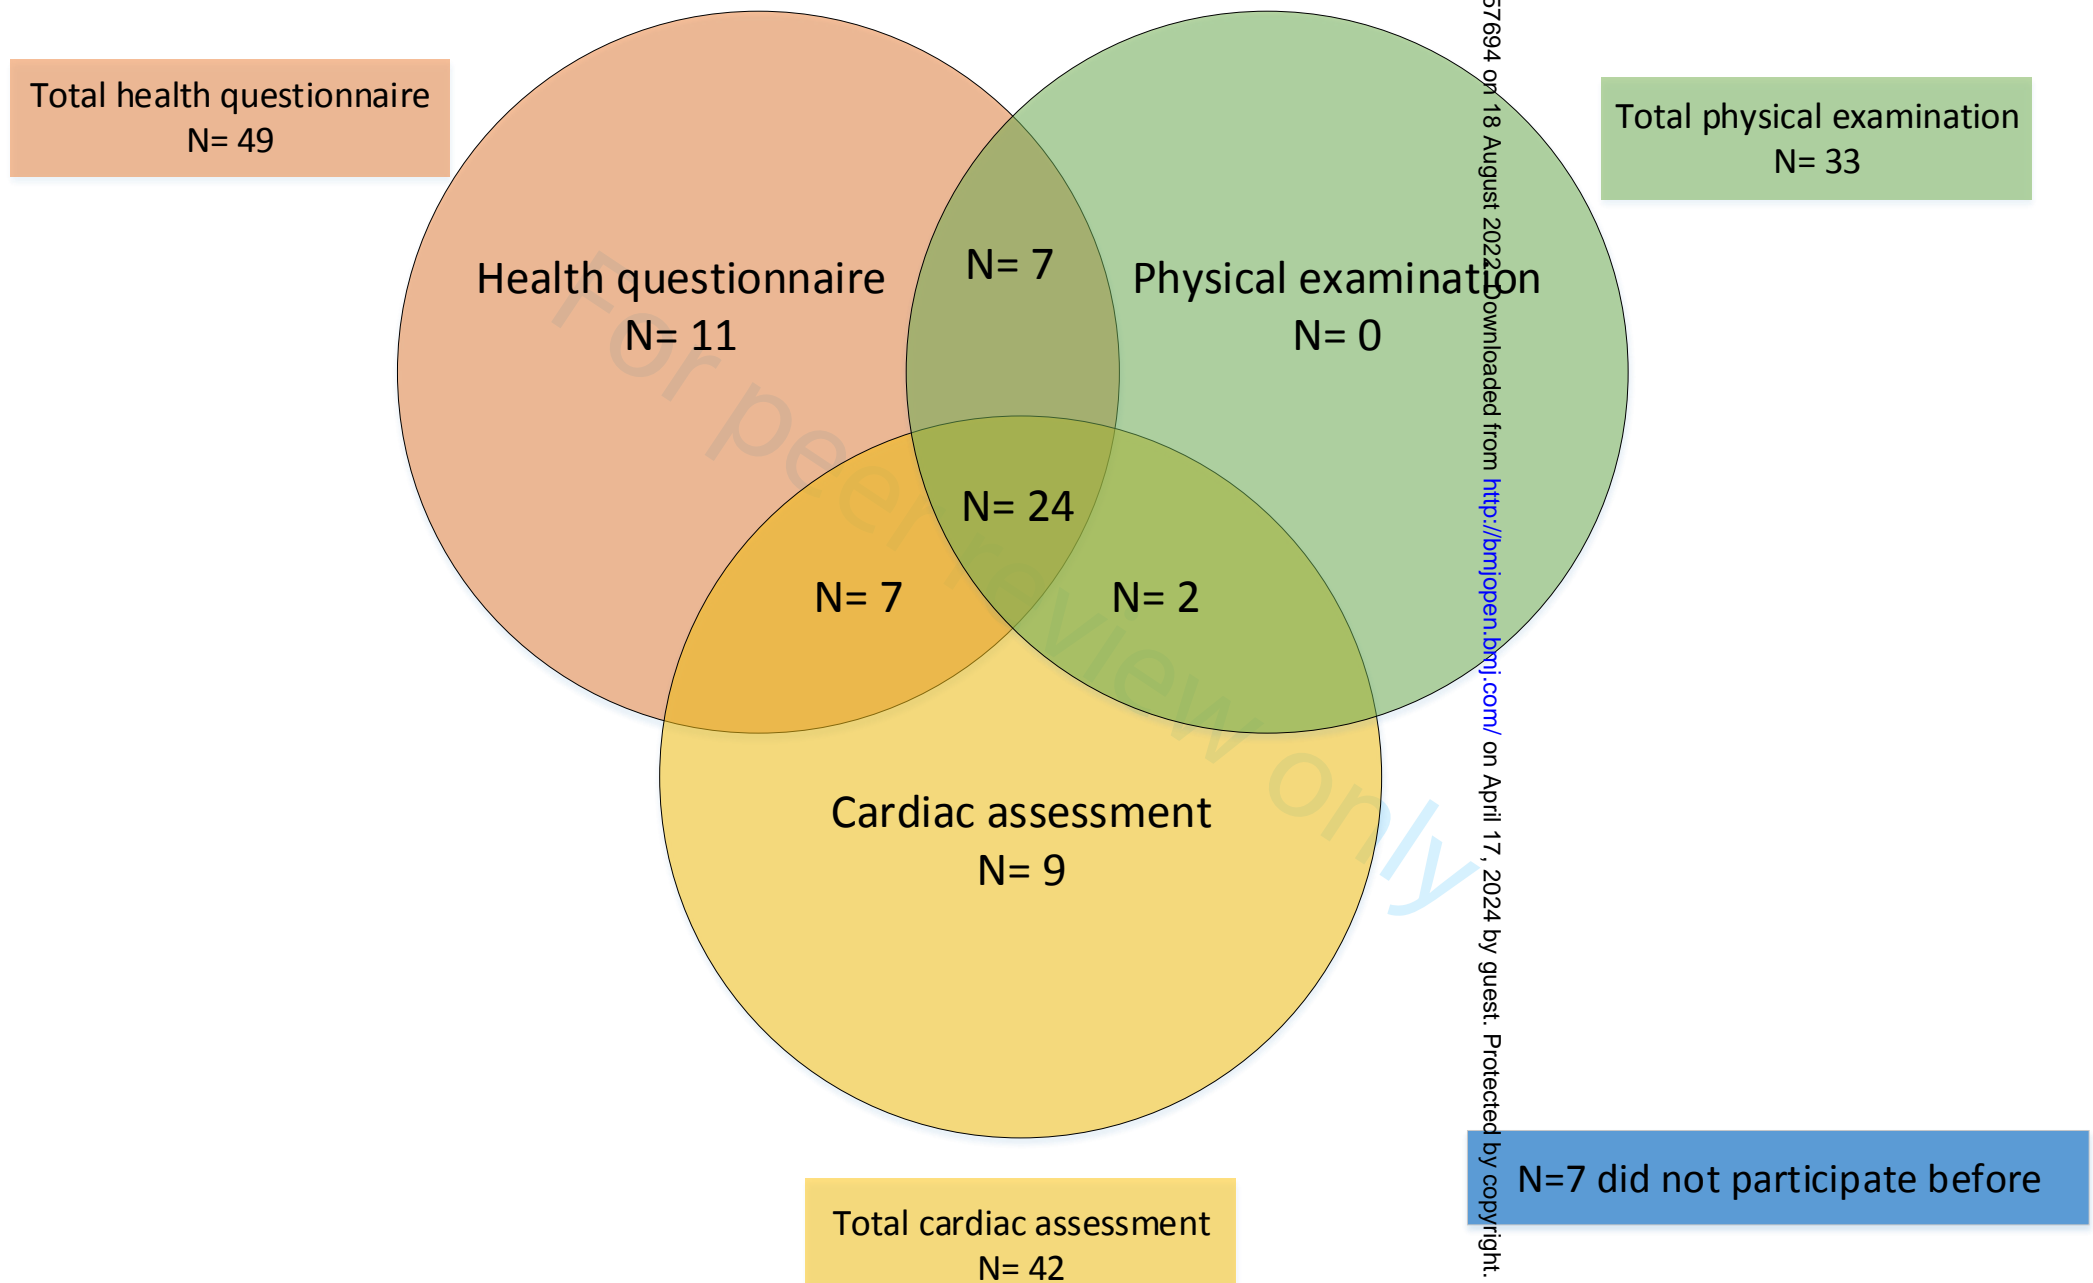 Total health questionnaire
N= 49
Total physical examination
N= 33
Health questionnaire
N= 11
N= 7
Physical examination
N= 0
N= 24
N= 7
N= 2
Cardiac assessment
N= 9
Total cardiac assessment
N= 42
N=7 did not participate before
For peer review only
57694 on 18 August 2022. Downloaded from http://bmjopen.bmj.com/ on April 17, 2024 by guest. Protected by copyright.